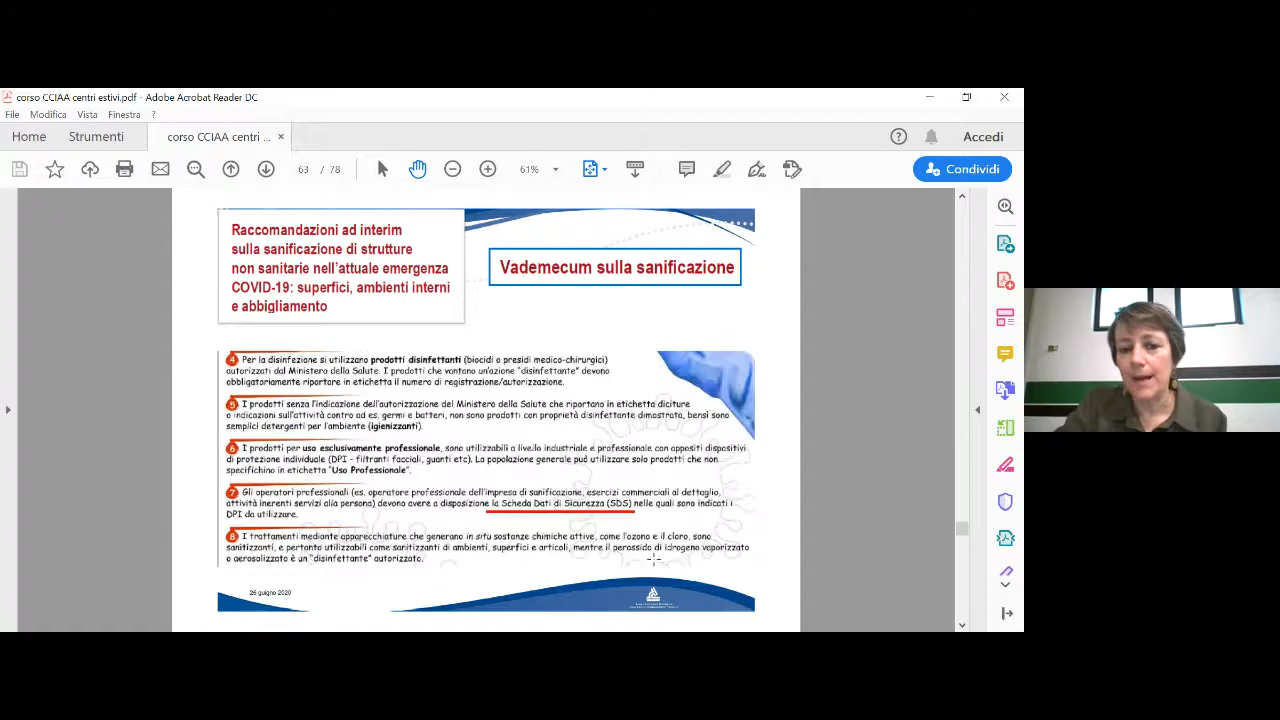 corso CCIAA centri estivi.pdf - Adobe Acrobat Reader DC
File Modifica Vista Finestra ?
Home Strumenti corso CCIAA centri ... × Accedi
63 / 78 61% Condividi
Raccomandazioni ad interim
sulla sanificazione di strutture
non sanitarie nell'attuale emergenza
COVID-19: superfici, ambienti interni
e abbigliamento
Vademecum sulla sanificazione
4 Per la disinfezione si utilizzano prodotti disinfettanti (biocidi o presidi medico-chirurgici)
autorizzati dal Ministero della Salute. I prodotti che vantano un'azione "disinfettante" devono
obbligatoriamente riportare in etichetta il numero di registrazione/autorizzazione.
5 I prodotti senza l'indicazione dell'autorizzazione del Ministero della Salute che riportano in etichetta diciture
o indicazioni sull'attività contro ad es. germi e batteri, non sono prodotti con proprietà disinfettante dimostrata, bensì sono
semplici detergenti per l'ambiente (igienizzanti).
6 I prodotti per uso esclusivamente professionale, sono utilizzabili a livello industriale e professionale con appositi dispositivi
di protezione individuale (DPI - filtranti facciali, guanti etc). La popolazione generale può utilizzare solo prodotti che non
specifichino in etichetta "Uso Professionale".
7 Gli operatori professionali (es. operatore professionale dell'impresa di sanificazione, esercizi commerciali al dettaglio,
attività inerenti servizi alla persona) devono avere a disposizione la Scheda Dati di Sicurezza (SDS) nelle quali sono indicati i
DPI da utilizzare.
8 I trattamenti mediante apparecchiature che generano in situ sostanze chimiche attive, come l'ozono e il cloro, sono
sanitizzanti, e pertanto utilizzabili come sanitizzanti di ambienti, superfici e articoli, mentre il perossido di idrogeno vaporizzato
o aerosolizzato è un "disinfettante" autorizzato.
26 guigno 2020